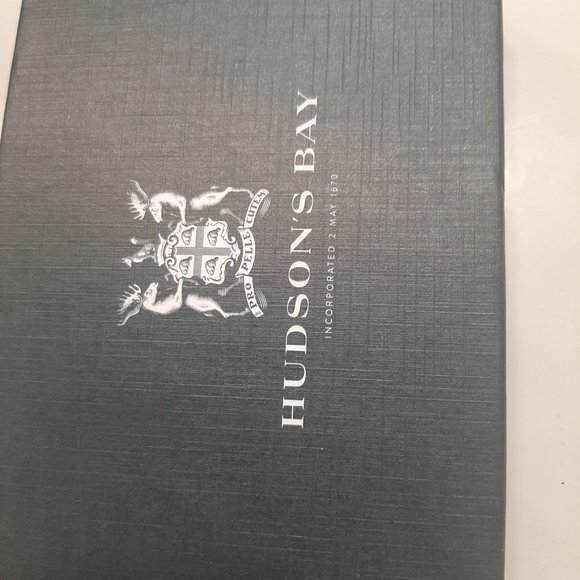 PRO PELLE CUTEM
HUDSON'S BAY
INCORPORATED 2 MAY 1670